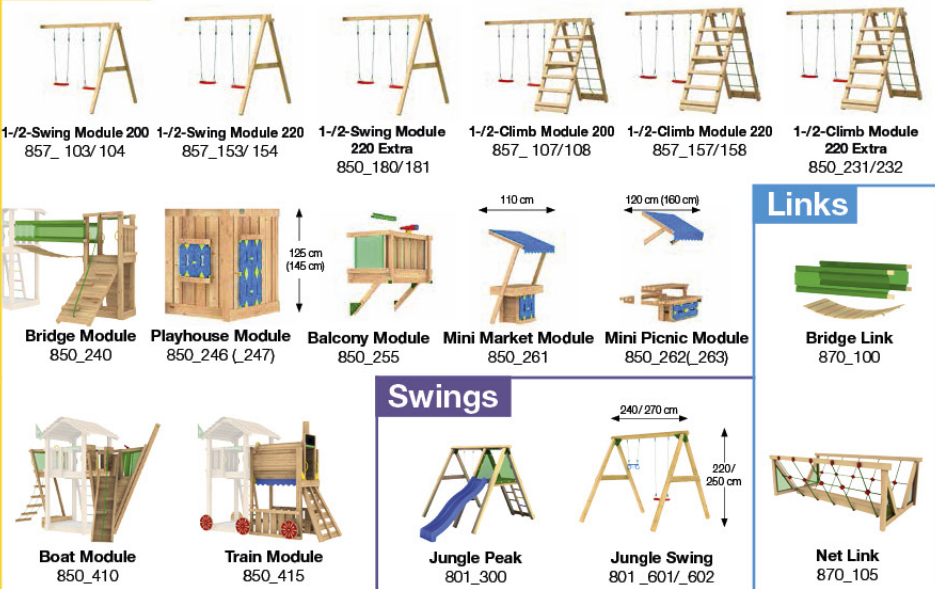 1-/2-Swing Module 200
857_ 103/ 104
1-/2-Swing Module 220
857_153/ 154
1-/2-Swing Module
220 Extra
850_180/181
1-/2-Climb Module 200
857_ 107/108
1-/2-Climb Module 220
857_157/158
1-/2-Climb Module
220 Extra
850_231/232
Bridge Module
850_240
125 cm
(145 cm)
Playhouse Module
850_246 (_247)
Balcony Module
850_255
110 cm
Mini Market Module
850_261
120 cm (160 cm)
Mini Picnic Module
850_262(_263)
Links
Bridge Link
870_100
Boat Module
850_410
Train Module
850_415
Swings
Jungle Peak
801_300
240/ 270 cm
220/
250 cm
Jungle Swing
801 _601/_602
Net Link
870_105